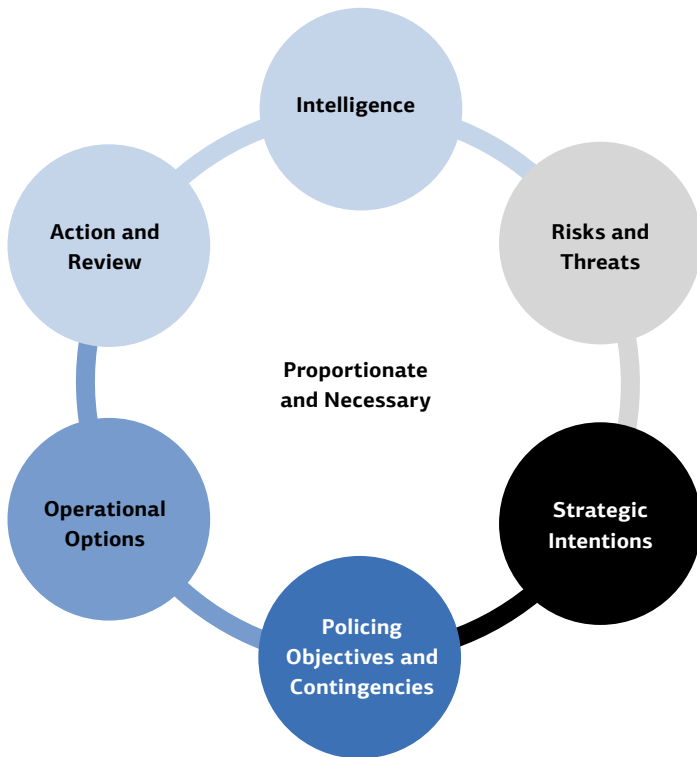 Intelligence
Risks and
Threats
Strategic
Intentions
Policing
Objectives and
Contingencies
Operational
Options
Action and
Review
Proportionate
and Necessary